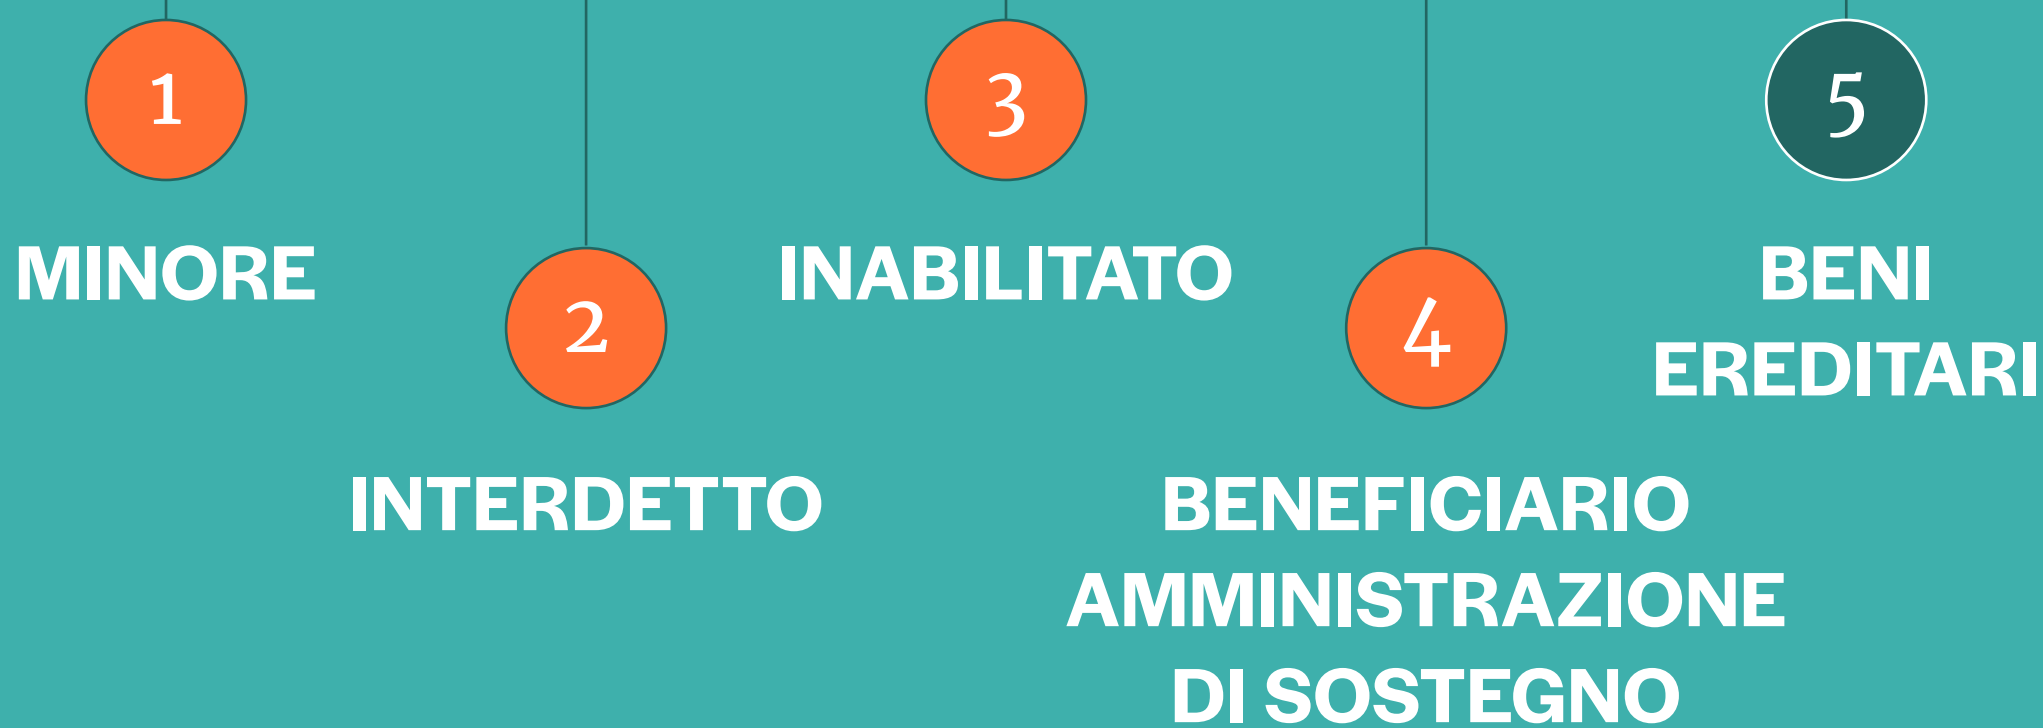 1
MINORE
2
INTERDETTO
3
INABILITATO
4
BENEFICIARIO
AMMINISTRAZIONE
DI SOSTEGNO
5
BENI
EREDITARI